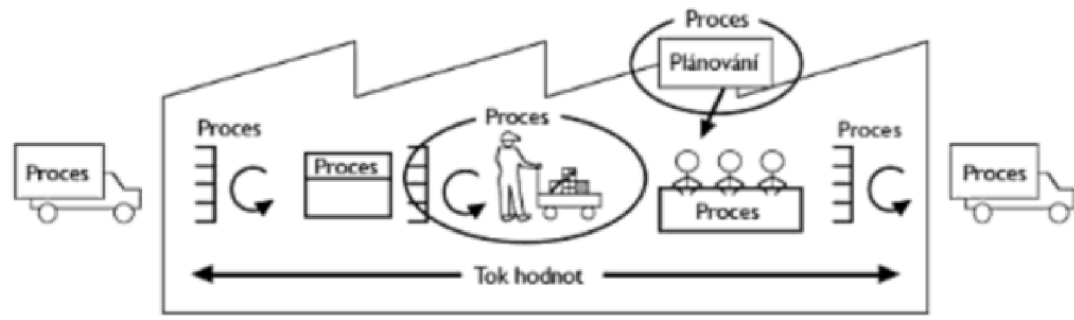 Proces
Plánování
Proces
Proces
Proces
Proces
Proces
Proces
Proces
Tok hodnot